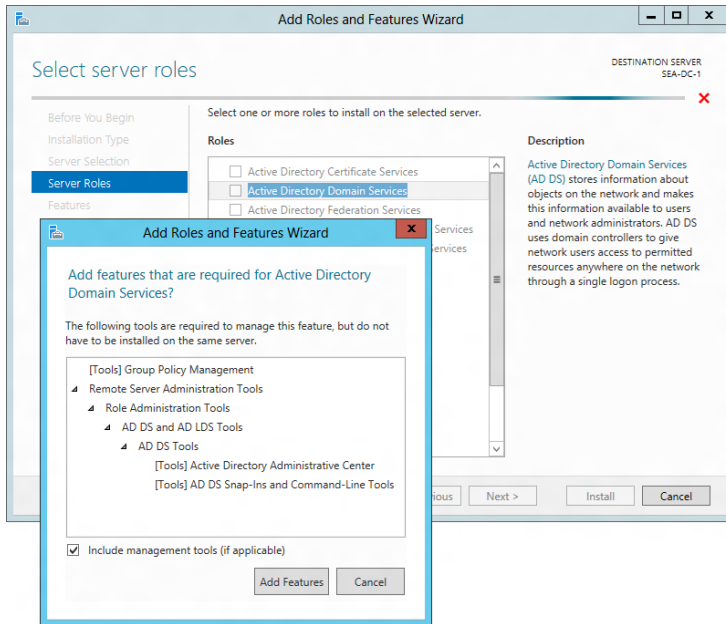 Add Roles and Features Wizard
Select server roles
DESTINATION SERVER
SEA-DC-1
Before You Begin
Installation Type
Server Selection
Server Roles
Features
Select one or more roles to install on the selected server.
Roles
Active Directory Certificate Services
Active Directory Domain Services
Active Directory Federation Services
Services
ervices
Description
Active Directory Domain Services
(AD DS) stores information about
objects on the network and makes
this information available to users
and network administrators. AD DS
uses domain controllers to give
network users access to permitted
resources anywhere on the network
through a single logon process.
Add Roles and Features Wizard
x
Add features that are required for Active Directory
Domain Services?
The following tools are required to manage this feature, but do not
have to be installed on the same server.
[Tools] Group Policy Management
Remote Server Administration Tools
Role Administration Tools
AD DS and AD LDS Tools
AD DS Tools
[Tools] Active Directory Administrative Center
[Tools] AD DS Snap-Ins and Command-Line Tools
Include management tools (if applicable)
Add Features Cancel
ious Next > Install Cancel